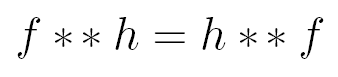 f ** h = h ** f